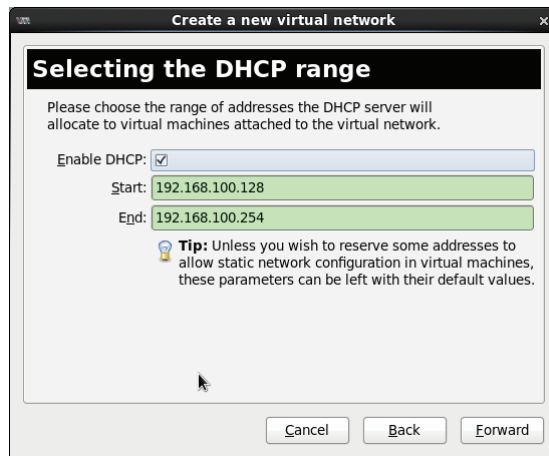 Create a new virtual network
Selecting the DHCP range
Please choose the range of addresses the DHCP server will
allocate to virtual machines attached to the virtual network.
Enable DHCP:
Start: 192.168.100.128
End: 192.168.100.254
Tip: Unless you wish to reserve some addresses to
allow static network configuration in virtual machines,
these parameters can be left with their default values.
Cancel Back Forward